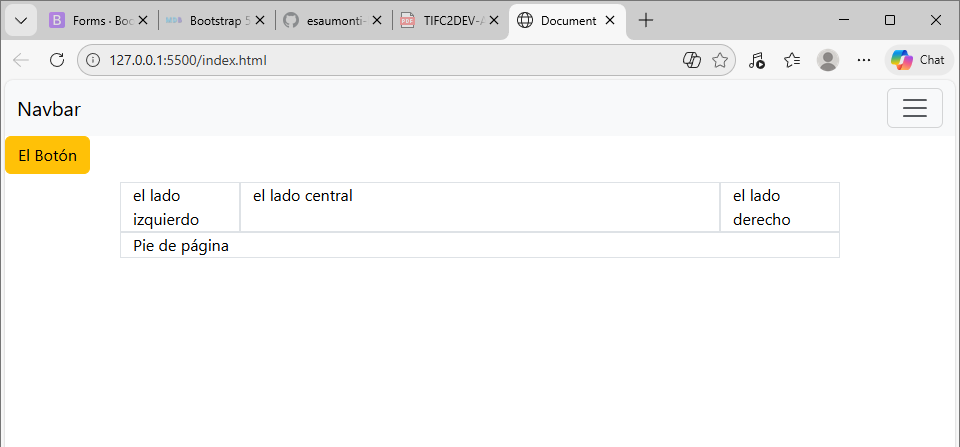 Forms · Boo
Bootstrap 5
esaumonti-
TIFC2DEV-A
Document
127.0.0.1:5500/index.html
Chat
Navbar
El Botón
el lado izquierdo
el lado central
el lado derecho
Pie de página